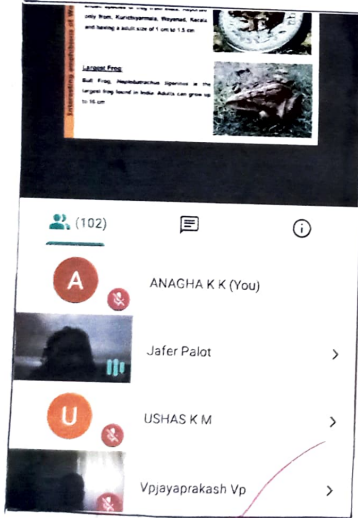 only from, Kurichyarmala, Wayanad, Kerala
and having a adult size of 1 cm to 1.5 cm
Largest Frog:
Bull Frog, Hoplobatrachus tigerinus is the
largest frog found in India. Adults can grow up
to 16 cm
(102)
A
ANAGHA K K (You)
Jafer Palot
U
USHAS K M
Vpjayaprakash Vp